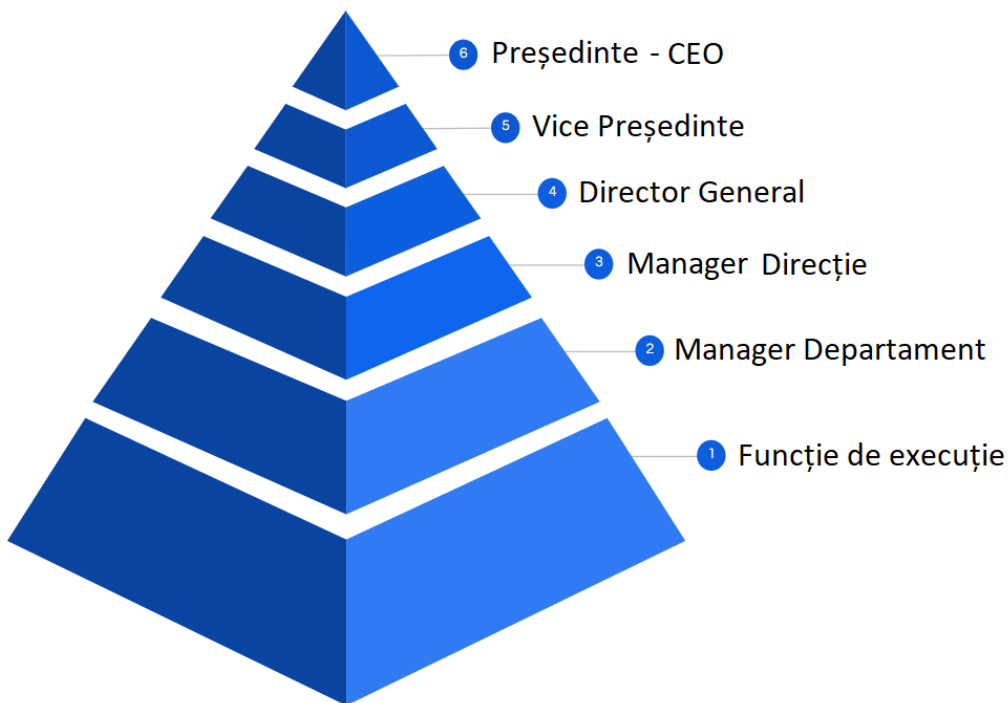 6 Președinte - CEO
5 Vice Președinte
4 Director General
3 Manager Direcție
2 Manager Departament
1 Funcție de execuție